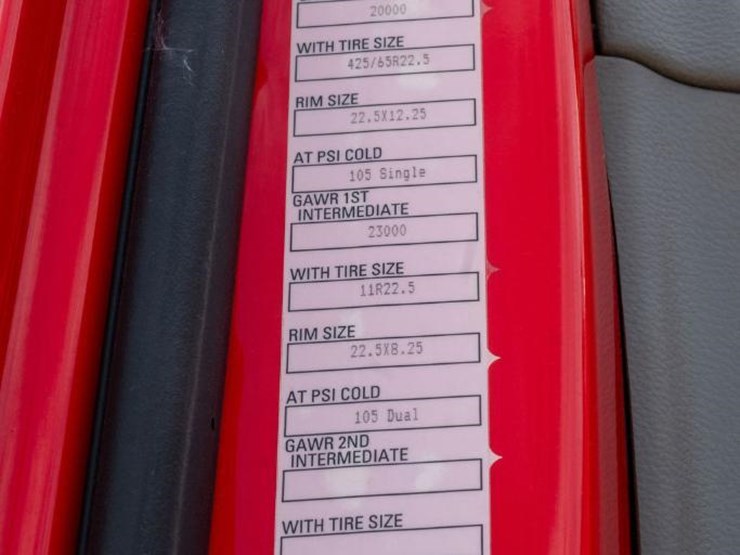 20000
WITH TIRE SIZE
425/65R22.5
RIM SIZE
22.5X12.25
AT PSI COLD
105 Single
GAWR 1ST
INTERMEDIATE
23000
WITH TIRE SIZE
11R22.5
RIM SIZE
22.5X8.25
AT PSI COLD
105 Dual
GAWR 2ND
INTERMEDIATE
WITH TIRE SIZE